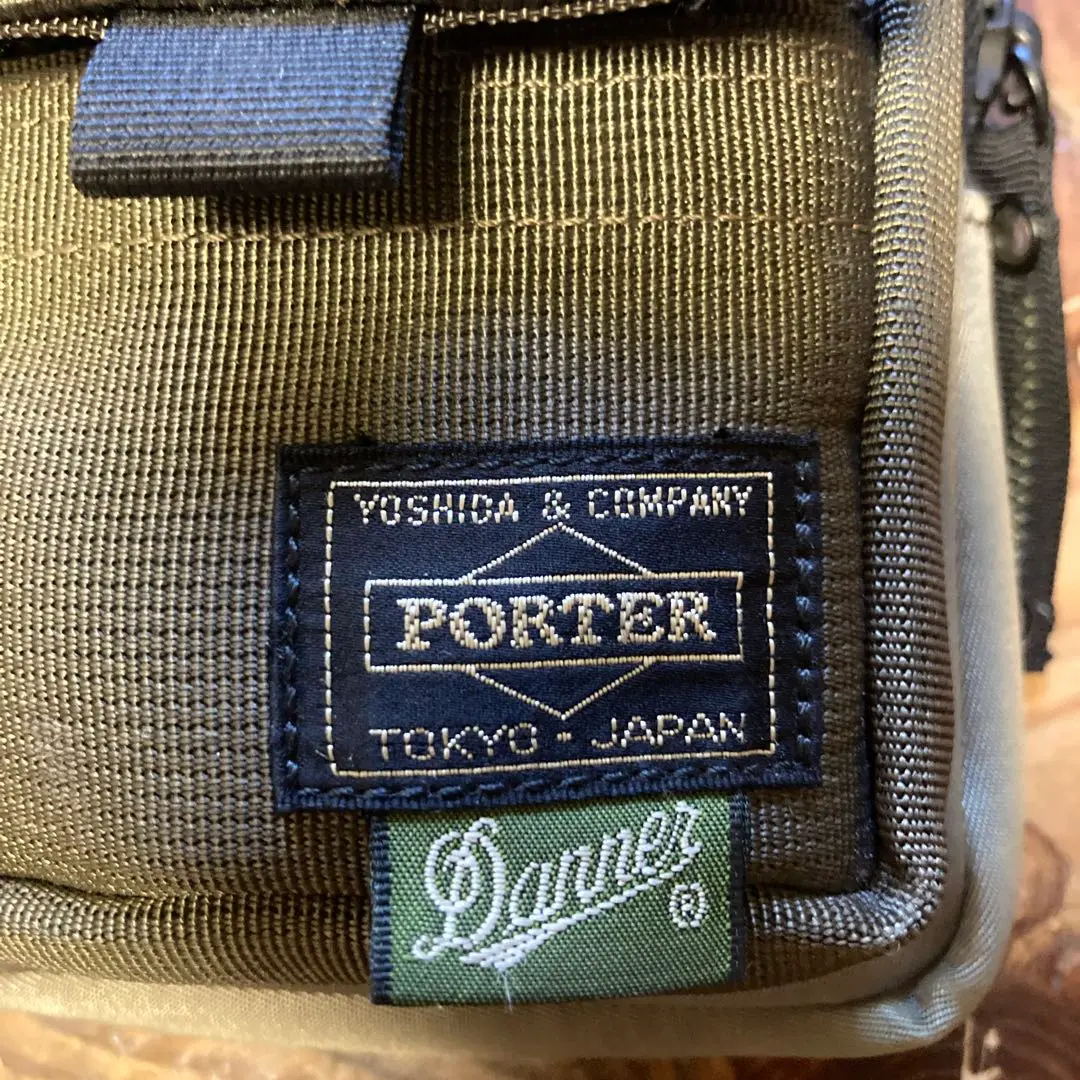 YOSHIDA & COMPANY
PORTER
TOKYO · JAPAN
Danner
®